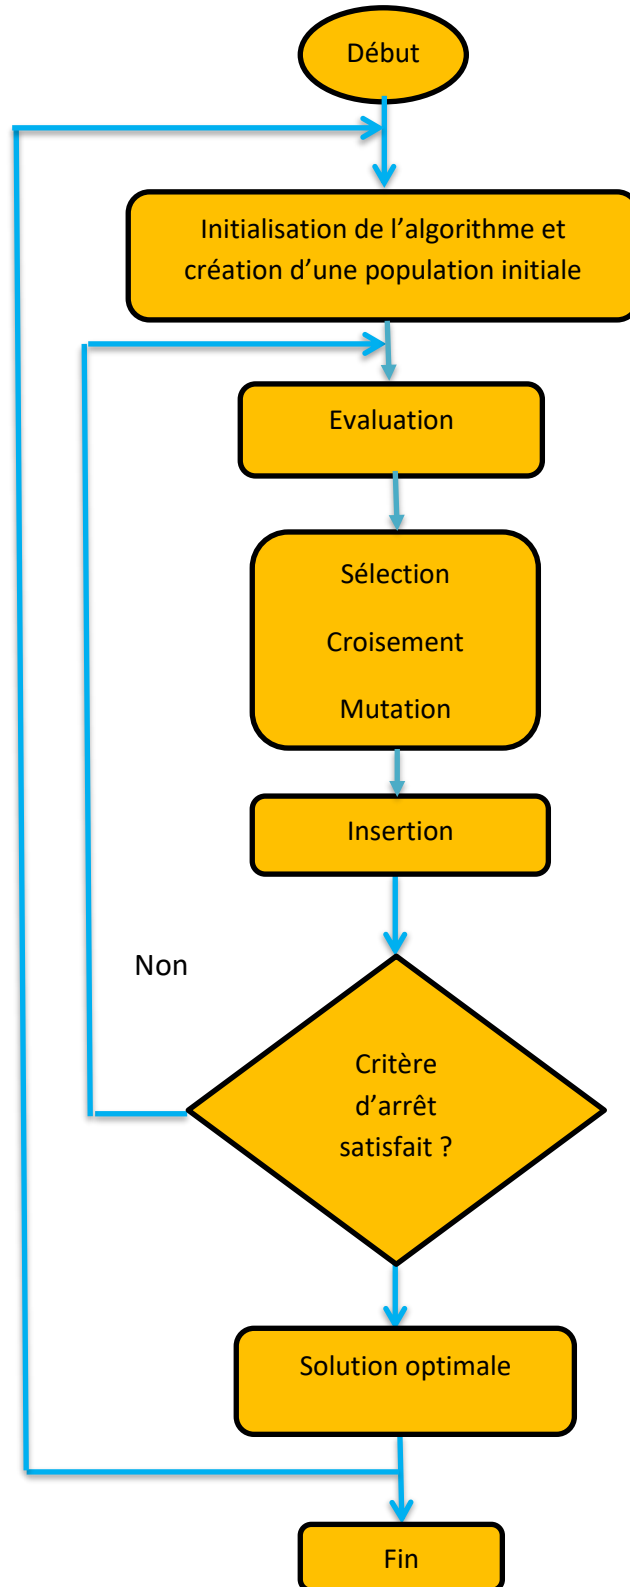 Début
Initialisation de l’algorithme et
création d’une population initiale
Evaluation
Sélection
Croisement
Mutation
Insertion
Non
Critère
d’arrêt
satisfait ?
Solution optimale
Fin